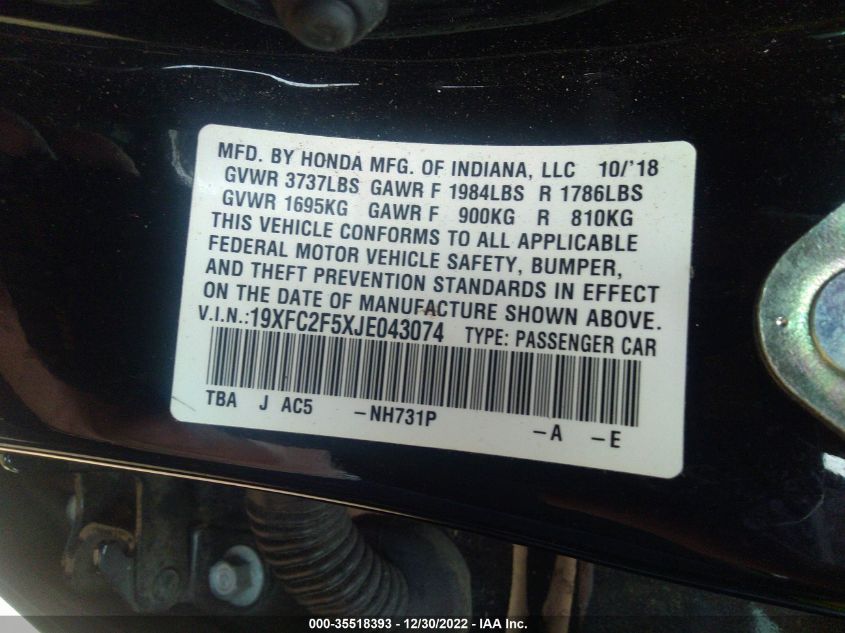 MFD. BY HONDA MFG. OF INDIANA, LLC 10/'18
GVWR 3737LBS GAWR F 1984LBS R 1786LBS
GVWR 1695KG GAWR F 900KG R 810KG
THIS VEHICLE CONFORMS TO ALL APPLICABLE
FEDERAL MOTOR VEHICLE SAFETY, BUMPER,
AND THEFT PREVENTION STANDARDS IN EFFECT
ON THE DATE OF MANUFACTURE SHOWN ABOVE.
V.I.N.:19XFC2F5XJE043074 TYPE: PASSENGER CAR
TBA J AC5 -NH731P -A -E
000-35518393 - 12/30/2022 - IAA Inc.